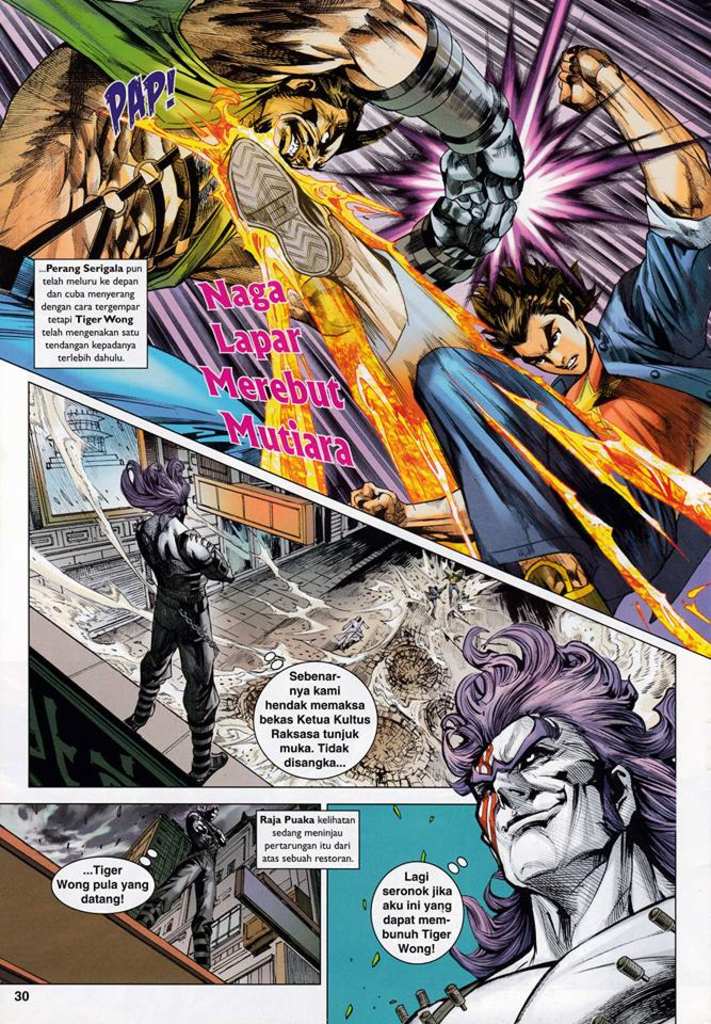 PAP!
...Perang Serigala pun
telah meluru ke depan
dan cuba menyerang
dengan cara tergempar
tetapi Tiger Wong
telah mengenakan satu
tendangan kepadanya
terlebih dahulu.
Naga
Lapar
Merebut
Mutiara
Sebenar-
nya kami
hendak memaksa
bekas Ketua Kultus
Raksasa tunjuk
muka. Tidak
disangka...
Raja Puaka kelihatan
sedang meninjau
pertarungan itu dari
atas sebuah restoran.
...Tiger
Wong pula yang
datang!
Lagi
seronok jika
aku ini yang
dapat mem-
bunuh Tiger
Wong!
30